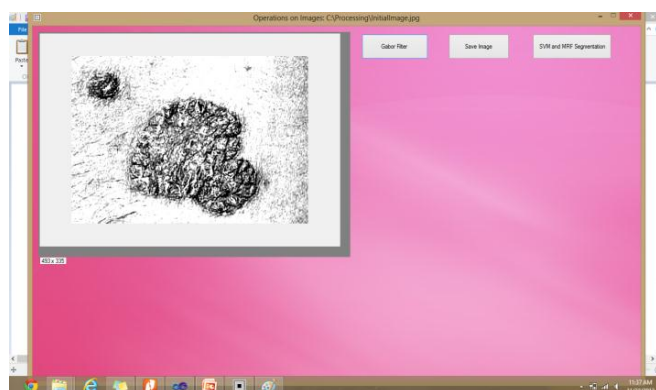 Operations on Images: C:\Processing\InitialImage.jpg
File
Paste
Gabor Filter
Save Image
SVM and MRF Segmentation
450 x 335
11:37 AM